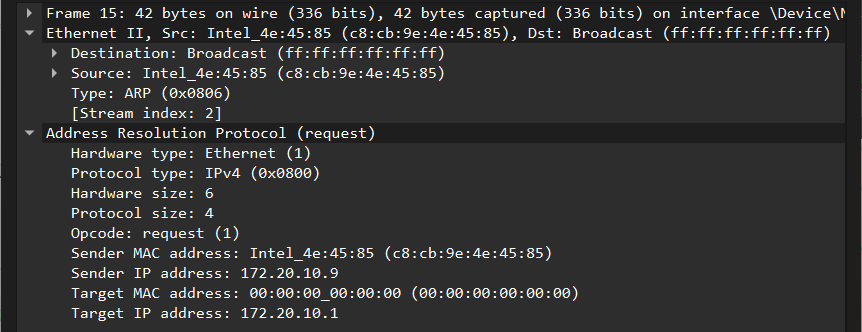 Frame 15: 42 bytes on wire (336 bits), 42 bytes captured (336 bits) on interface \Device\
Ethernet II, Src: Intel_4e:45:85 (c8:cb:9e:4e:45:85), Dst: Broadcast (ff:ff:ff:ff:ff:ff)
Destination: Broadcast (ff:ff:ff:ff:ff:ff)
Source: Intel_4e:45:85 (c8:cb:9e:4e:45:85)
Type: ARP (0x0806)
[Stream index: 2]
Address Resolution Protocol (request)
Hardware type: Ethernet (1)
Protocol type: IPv4 (0x0800)
Hardware size: 6
Protocol size: 4
Opcode: request (1)
Sender MAC address: Intel_4e:45:85 (c8:cb:9e:4e:45:85)
Sender IP address: 172.20.10.9
Target MAC address: 00:00:00_00:00:00 (00:00:00:00:00:00)
Target IP address: 172.20.10.1